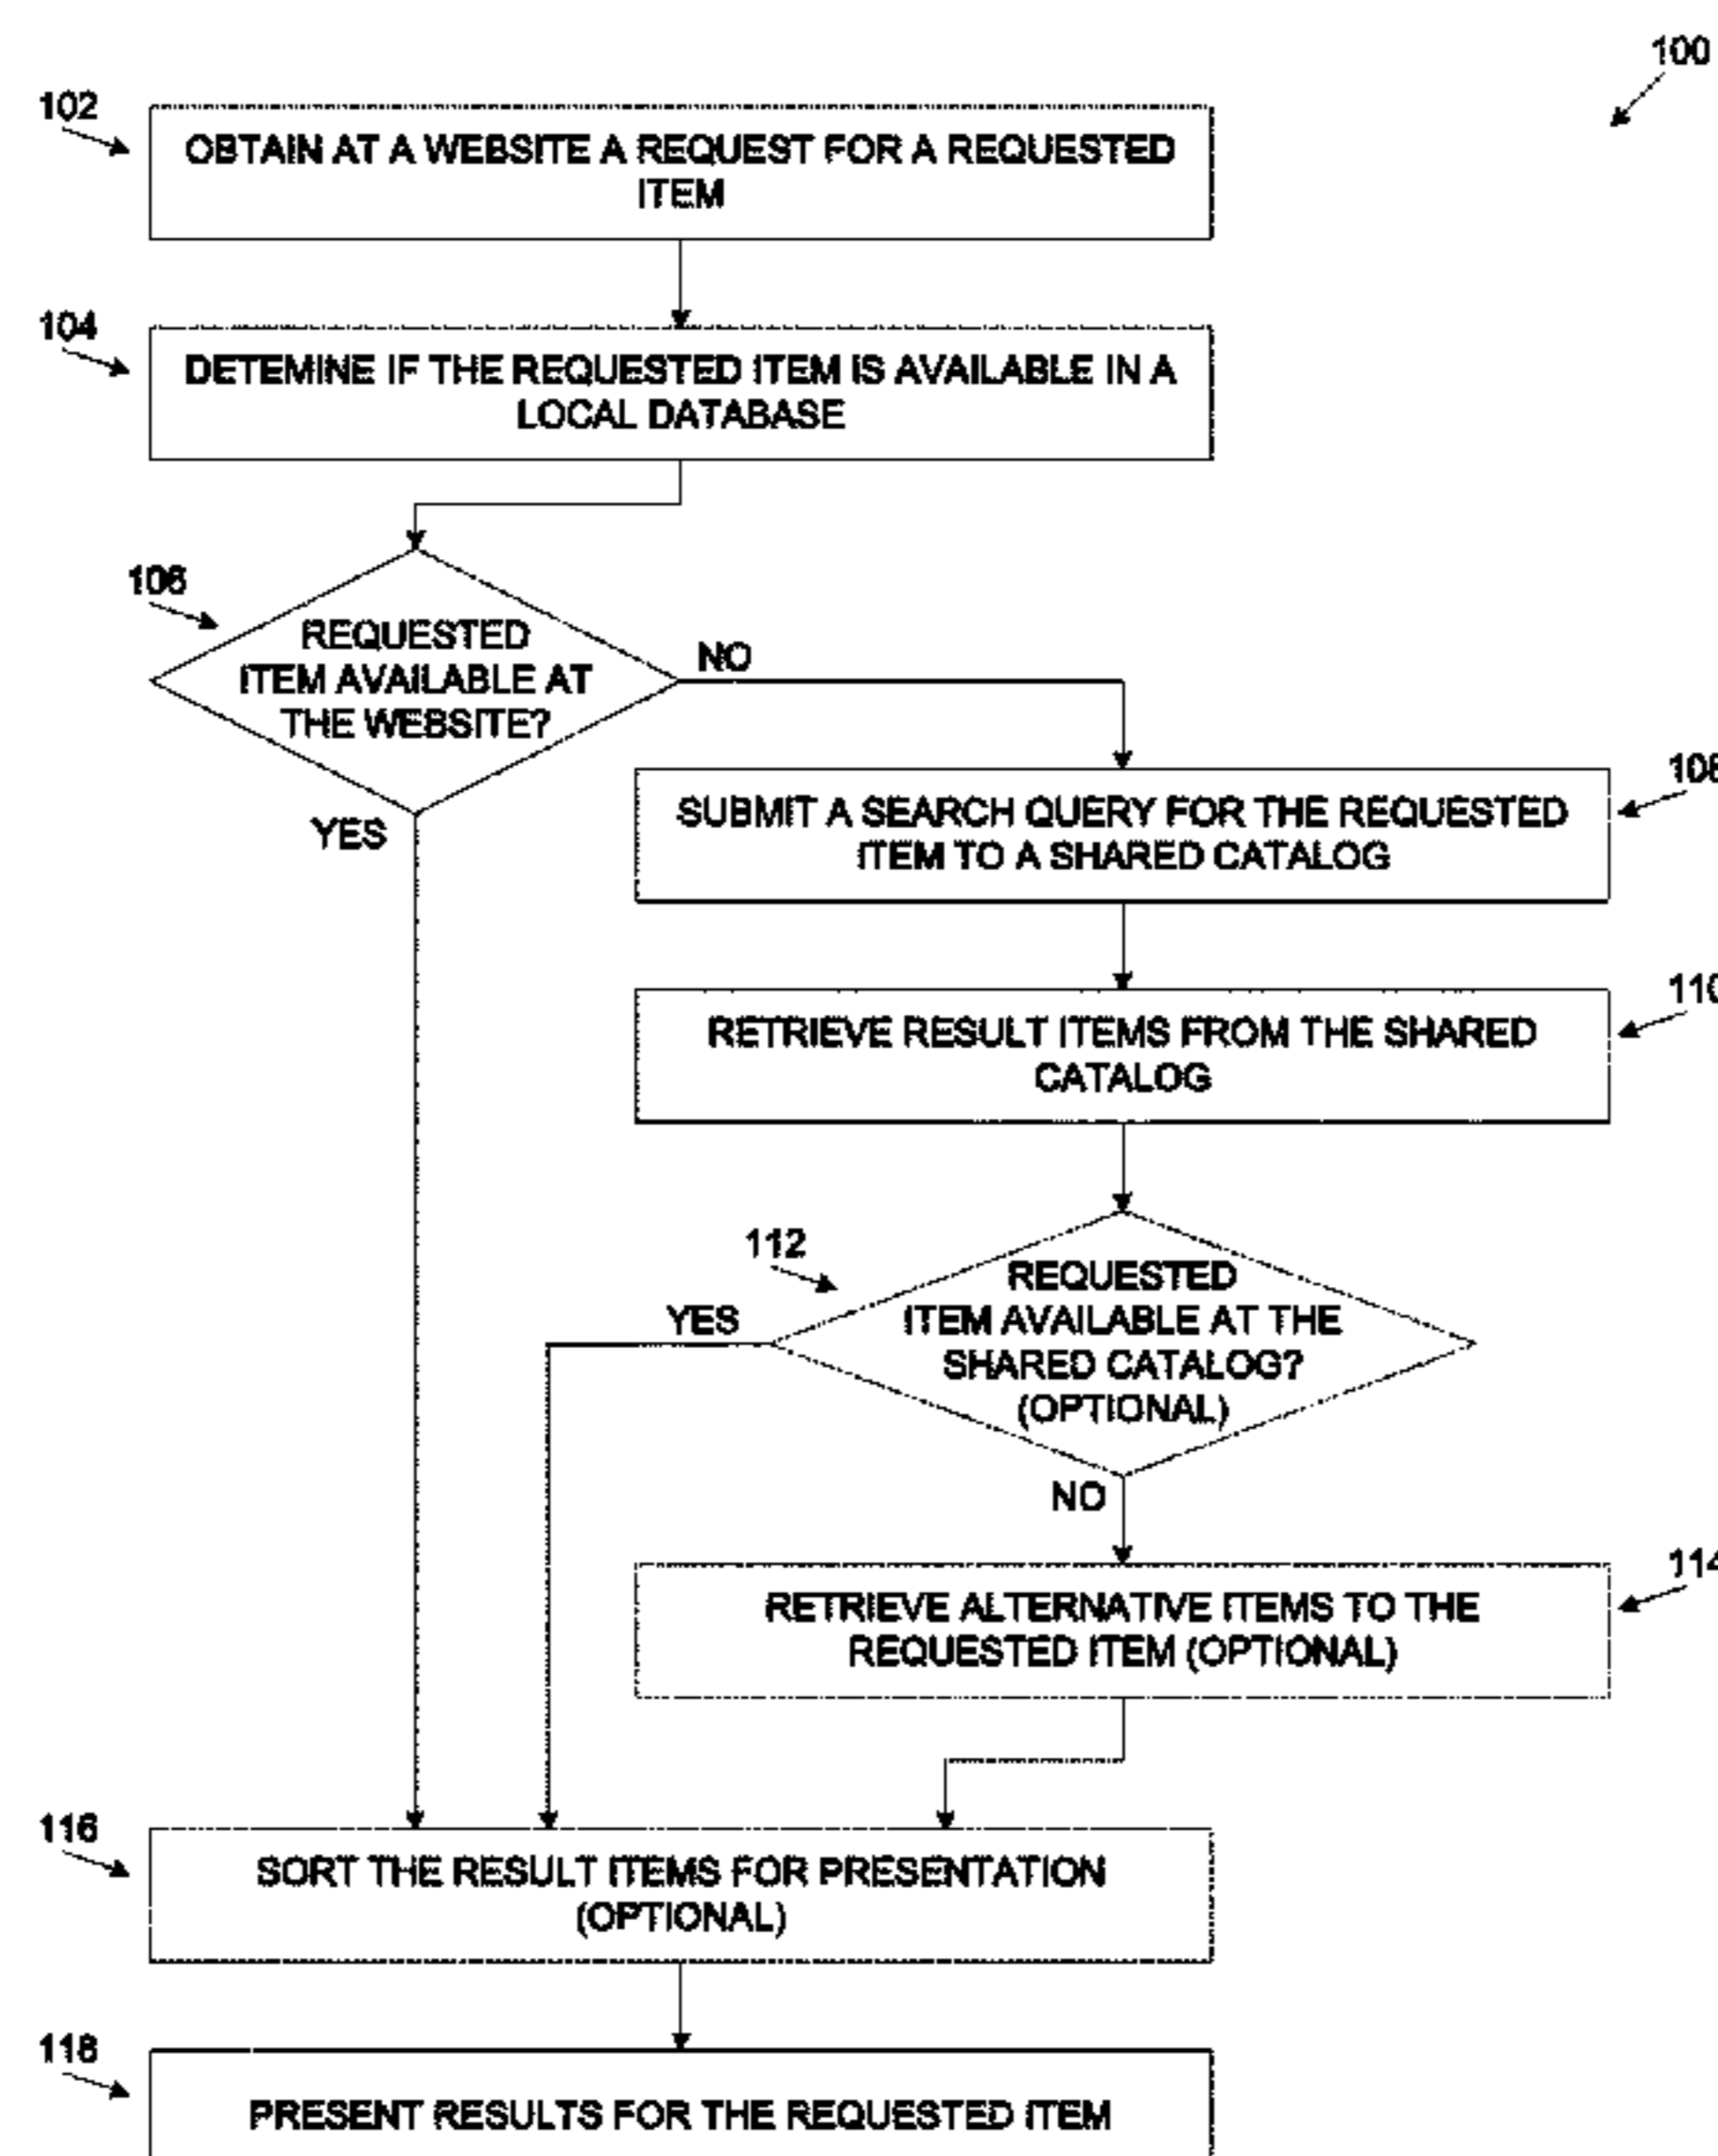 100
102
OBTAIN AT A WEBSITE A REQUEST FOR A REQUESTED
ITEM
104
DETEMINE IF THE REQUESTED ITEM IS AVAILABLE IN A
LOCAL DATABASE
106
REQUESTED
ITEM AVAILABLE AT
THE WEBSITE?
NO
YES
108
SUBMIT A SEARCH QUERY FOR THE REQUESTED
ITEM TO A SHARED CATALOG
110
RETRIEVE RESULT ITEMS FROM THE SHARED
CATALOG
112
REQUESTED
ITEM AVAILABLE AT THE
SHARED CATALOG?
(OPTIONAL)
YES
NO
114
RETRIEVE ALTERNATIVE ITEMS TO THE
REQUESTED ITEM (OPTIONAL)
116
SORT THE RESULT ITEMS FOR PRESENTATION
(OPTIONAL)
118
PRESENT RESULTS FOR THE REQUESTED ITEM